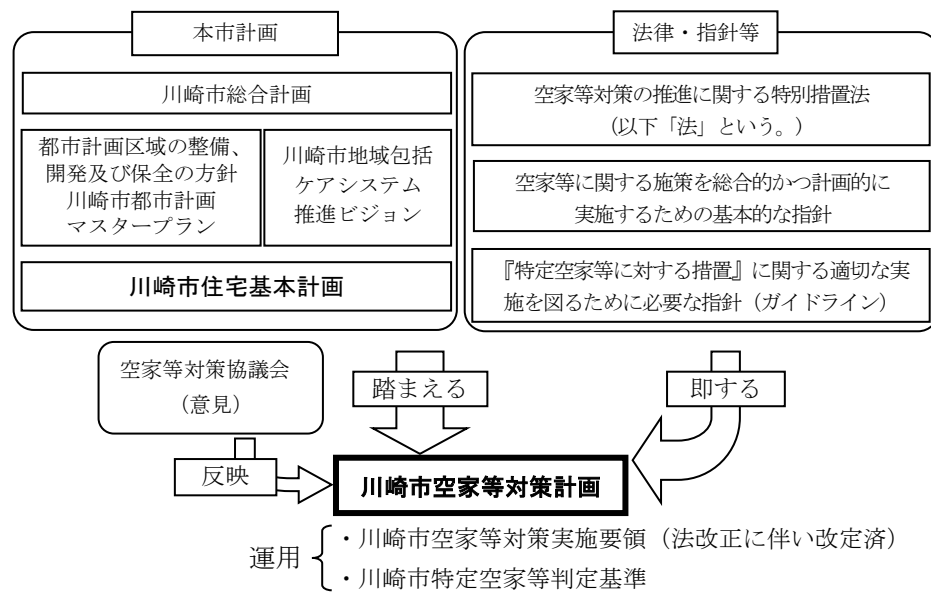 本市計画
川崎市総合計画
都市計画区域の整備、
開発及び保全の方針
川崎市都市計画
マスタープラン
川崎市地域包括
ケアシステム
推進ビジョン
川崎市住宅基本計画
法律・指針等
空家等対策の推進に関する特別措置法
（以下「法」という。）
空家等に関する施策を総合的かつ計画的に
実施するための基本的な指針
『特定空家等に対する措置』に関する適切な実
施を図るために必要な指針（ガイドライン）
空家等対策協議会
（意見）
踏まえる
即する
反映
川崎市空家等対策計画
運用
・川崎市空家等対策実施要領（法改正に伴い改定済）
・川崎市特定空家等判定基準